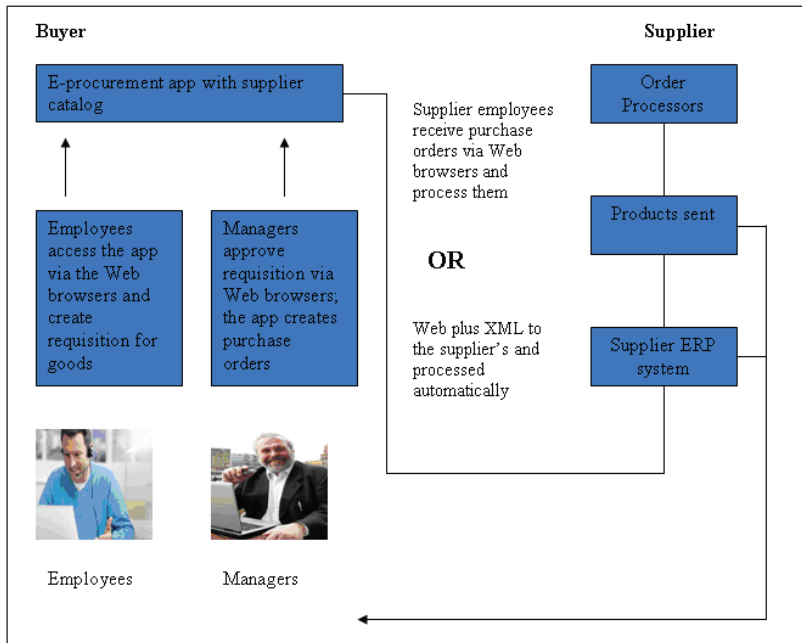 Buyer
E-procurement app with supplier
catalog
Employees
access the app
via the Web
browsers and
create
requisition for
goods
Managers
approve
requisition via
Web browsers;
the app creates
purchase
orders
Employees
Managers
Supplier employees
receive purchase
orders via Web
browsers and
process them
OR
Web plus XML to
the supplier's and
processed
automatically
Supplier
Order
Processors
Products sent
Supplier ERP
system